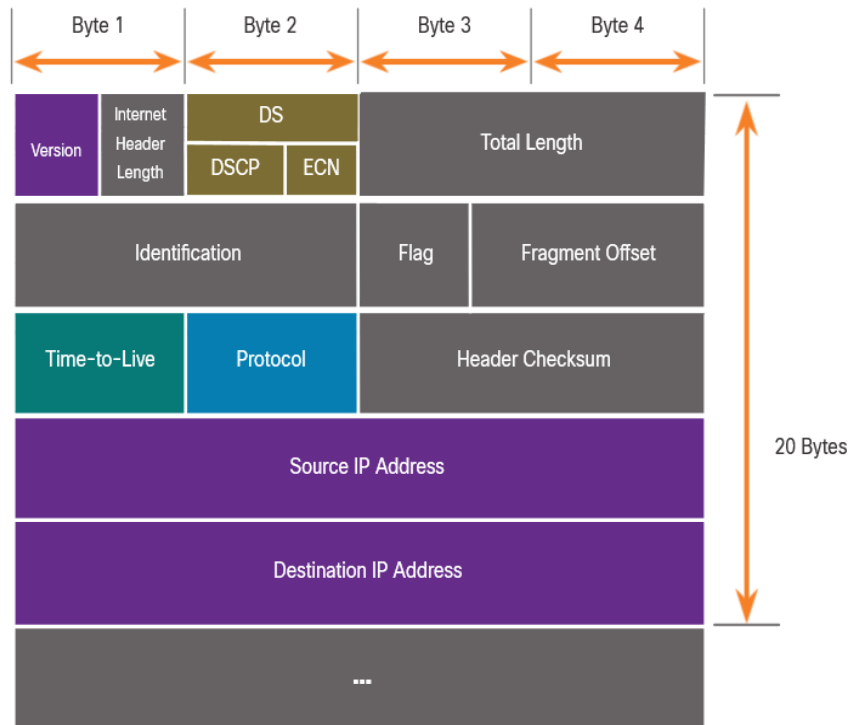 Byte 1
Byte 2
Byte 3
Byte 4
Version
Internet
Header
Length
DS
DSCP
ECN
Total Length
Identification
Flag
Fragment Offset
Time-to-Live
Protocol
Header Checksum
Source IP Address
20 Bytes
Destination IP Address
...